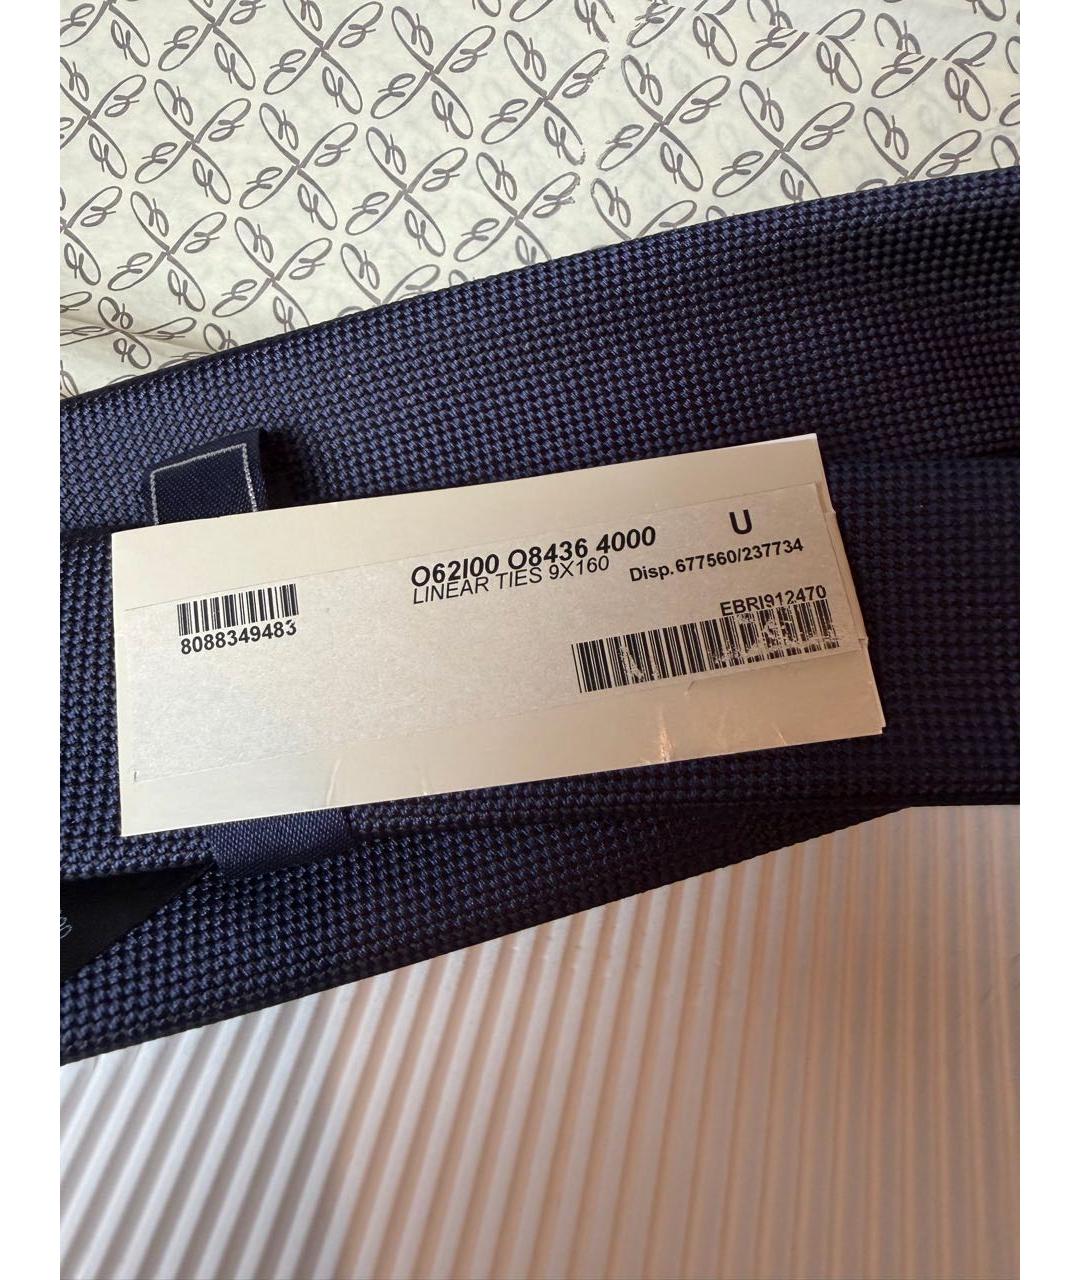 O62I00 O8436 4000
U
LINEAR TIES 9X160
Disp.677560/237734
8088349483
EBRI912470